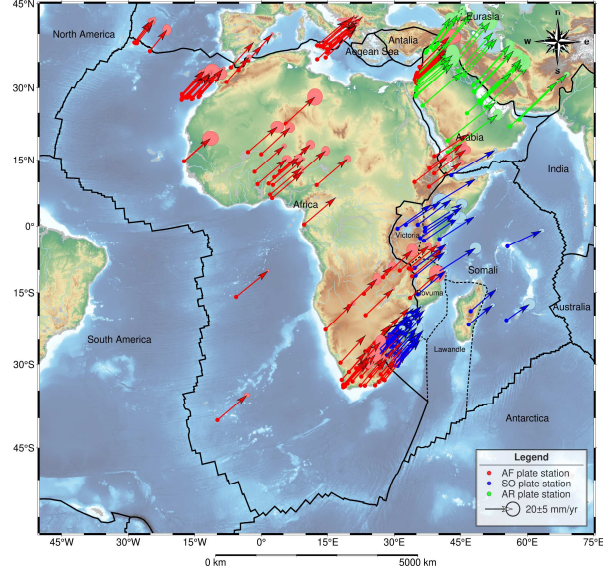 45°N
30°N
15°N
0°
15°S
30°S
45°S
North America
Eurasia
Antalia
Aegean Sea
n
w
e
s
Arabia
India
Africa
Victoria
Somali
Rovuma
Australia
South America
Lawandle
Antarctica
Legend
AF plate station
SO plate station
AR plate station
20±5 mm/yr
45°W
30°W
15°W
0°
15°E
30°E
45°E
60°E
75°E
0 km
5000 km